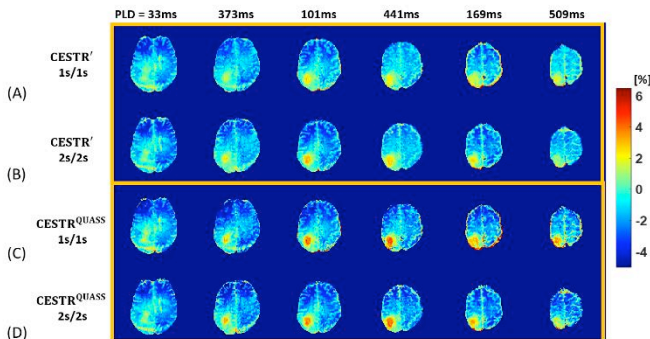 PLD = 33ms 373ms 101ms 441ms 169ms 509ms
CESTR′
1s/1s
(A)
CESTR′
2s/2s
(B)
CESTR^QUASS
1s/1s
(C)
CESTR^QUASS
2s/2s
(D)
[%]
6
4
2
0
-2
-4